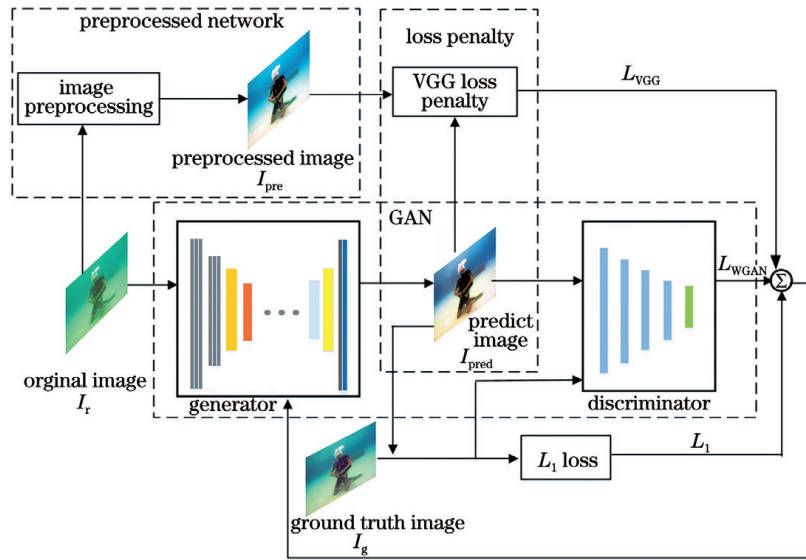 preprocessed network
loss penalty
image
preprocessing
VGG loss
penalty
L_VGG
preprocessed image
I_pre
GAN
L_WGAN
Σ
predict
image
I_pred
orginal image
I_r
generator
discriminator
L_1 loss
L_1
ground truth image
I_g